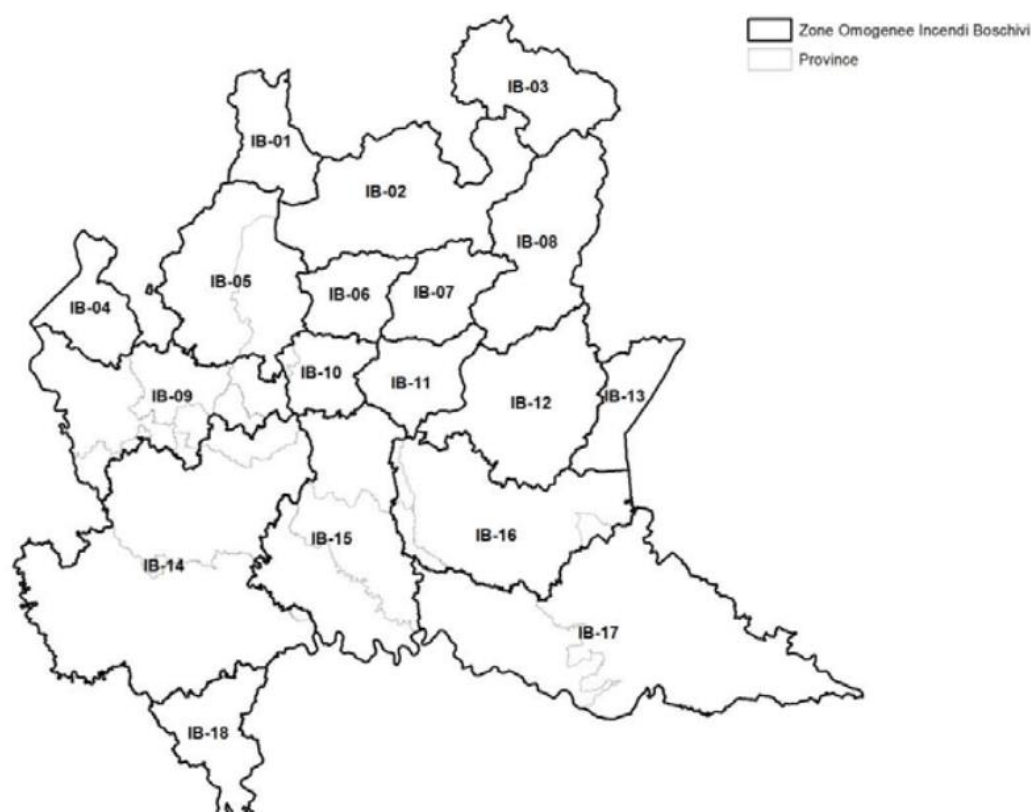 Zone Omogenee Incendi Boschivi
Province
IB-03
IB-01
IB-02
IB-08
IB-05
IB-06
IB-07
IB-04
IB-10
IB-11
IB-09
IB-12
IB-13
IB-16
IB-15
IB-14
IB-17
IB-18